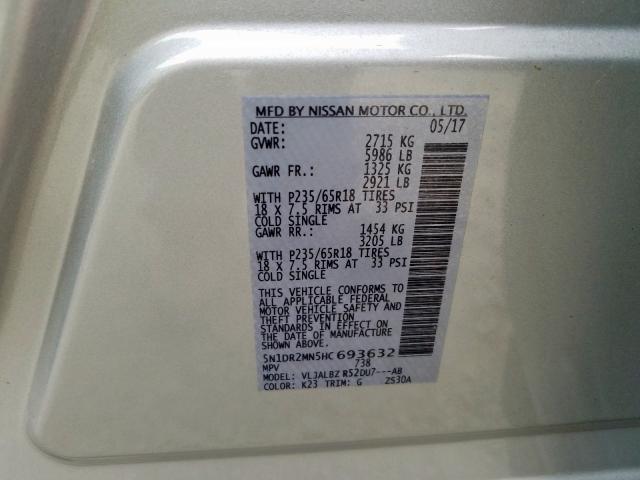 MFD BY NISSAN MOTOR CO., LTD.
DATE: 05/17
GVWR: 2715 KG
5986 LB
GAWR FR.: 1325 KG
2921 LB
WITH P235/65R18 TIRES
18 X 7.5 RIMS AT 33 PSI
COLD SINGLE
GAWR RR.: 1454 KG
3205 LB
WITH P235/65R18 TIRES
18 X 7.5 RIMS AT 33 PSI
COLD SINGLE
THIS VEHICLE CONFORMS TO
ALL APPLICABLE FEDERAL
MOTOR VEHICLE SAFETY AND THEFT
STANDARDS IN EFFECT ON
THE DATE OF MANUFACTURE
5N1DR2MN5HC693632
MPV 738
MODEL: VLJALBZ R52DU7---AB
COLOR: K23 TRIM: G 2S30A